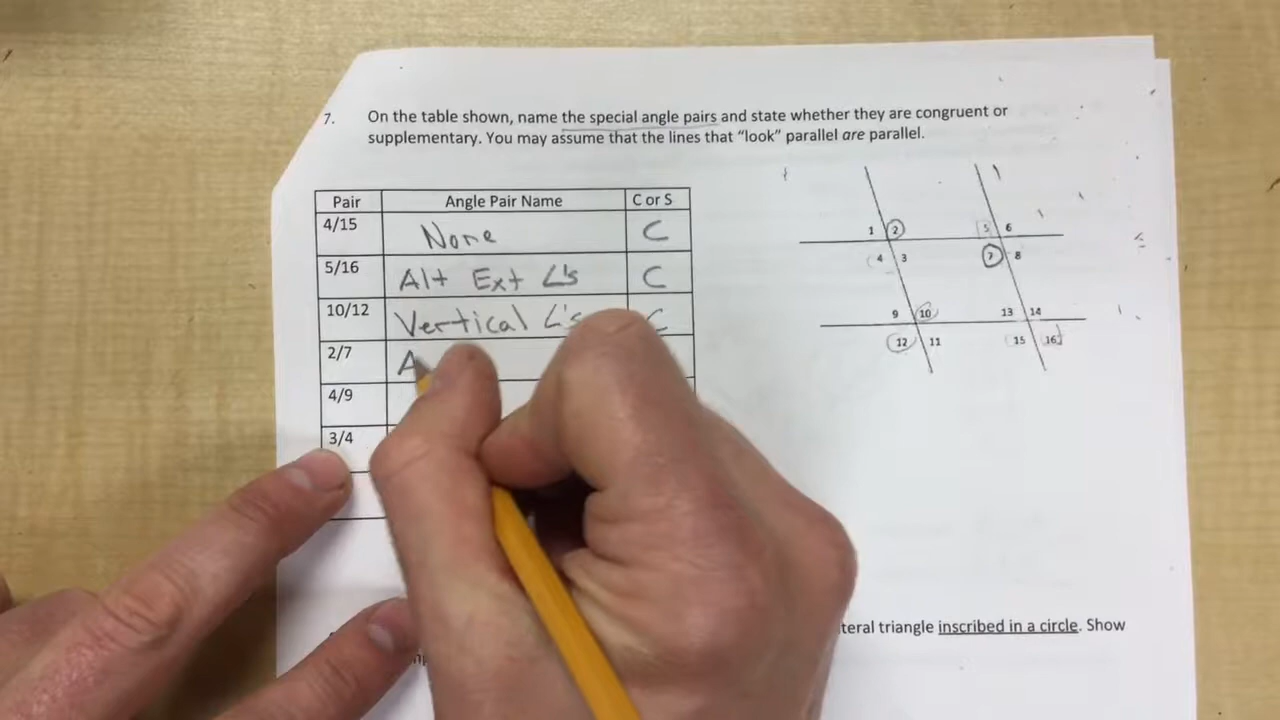 7. On the table shown, name the special angle pairs and state whether they are congruent or
supplementary. You may assume that the lines that "look" parallel are parallel.
Pair Angle Pair Name C or S
4/15 None C
5/16 Alt Ext ∠'s C
10/12 Vertical ∠'s C
2/7 A
4/9
3/4
1 2 5 6
4 3 7 8
9 10 13 14
12 11 15 16
teral triangle inscribed in a circle. Show